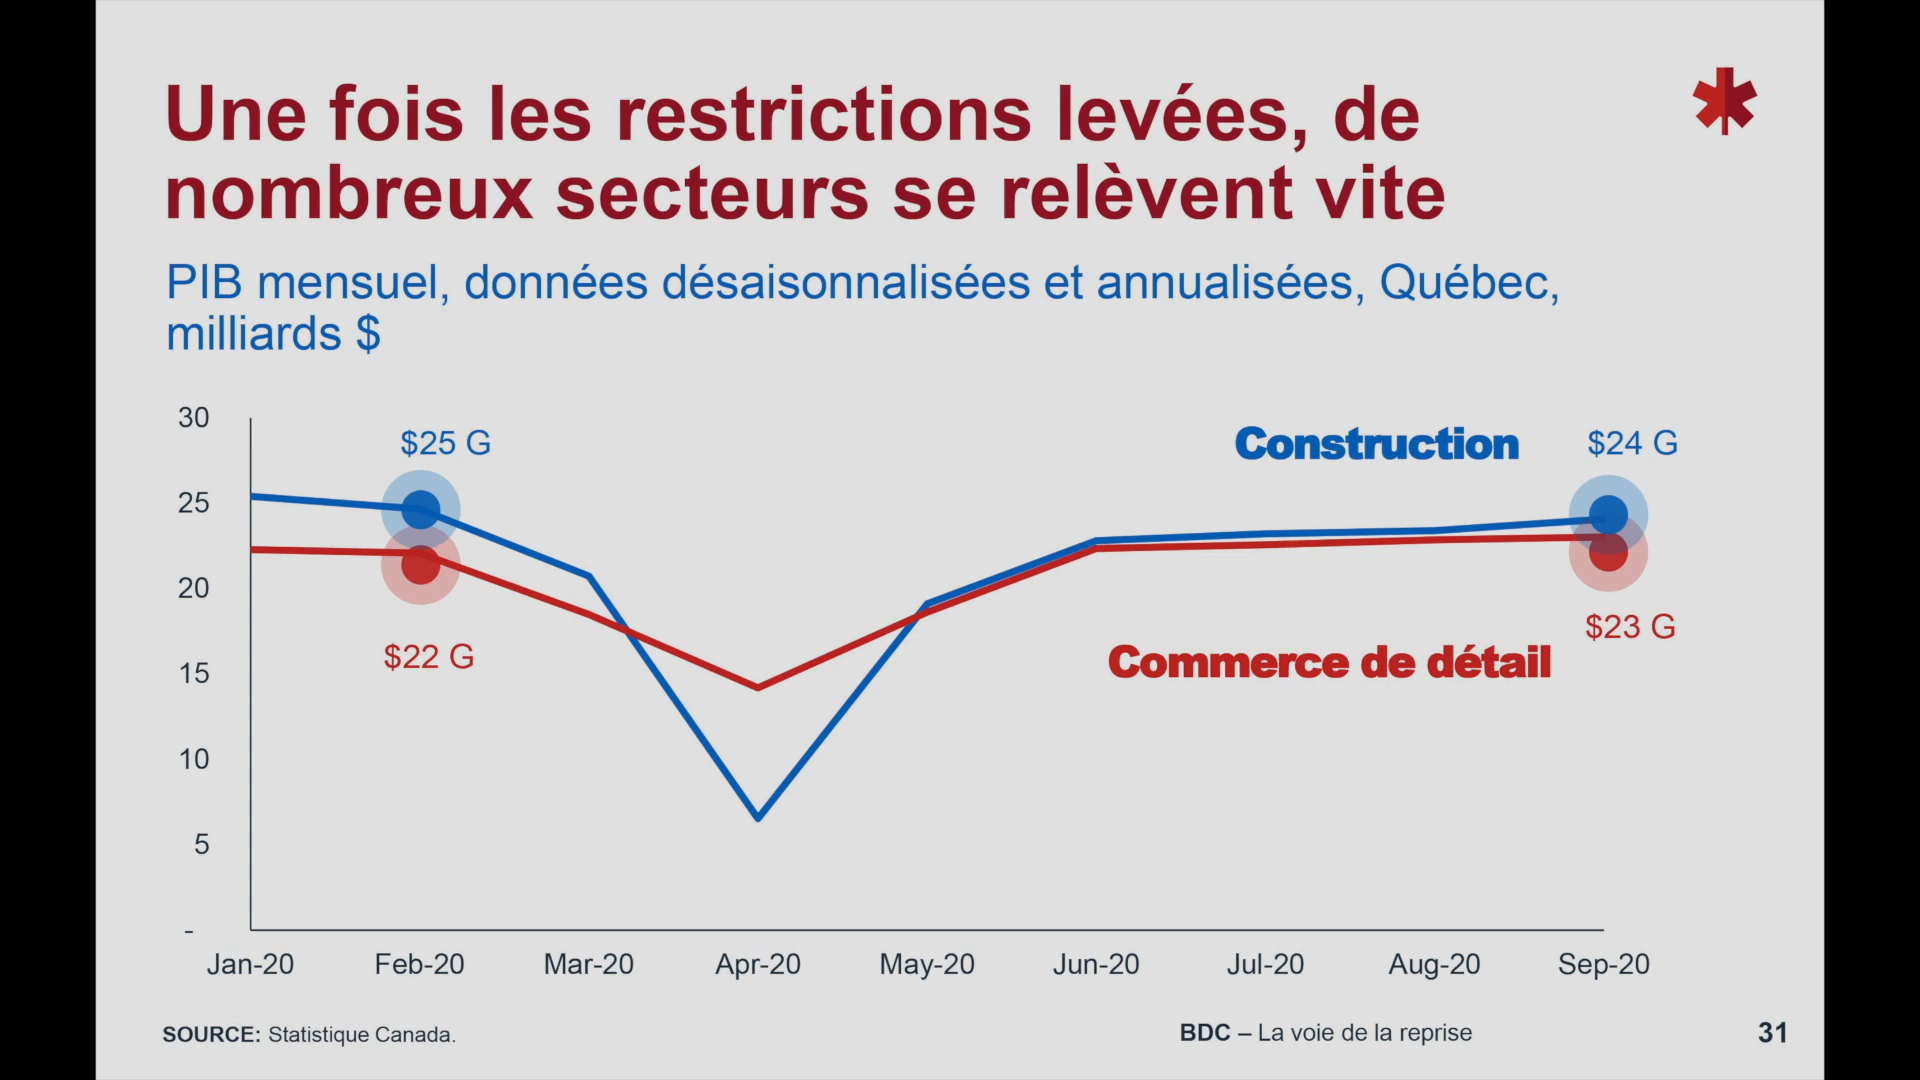 Une fois les restrictions levées, de
nombreux secteurs se relèvent vite
PIB mensuel, données désaisonnalisées et annualisées, Québec,
milliards $
30
25
20
15
10
5
-
$25 G
Construction
$24 G
$22 G
$23 G
Commerce de détail
Jan-20 Feb-20 Mar-20 Apr-20 May-20 Jun-20 Jul-20 Aug-20 Sep-20
SOURCE: Statistique Canada.
BDC – La voie de la reprise
31